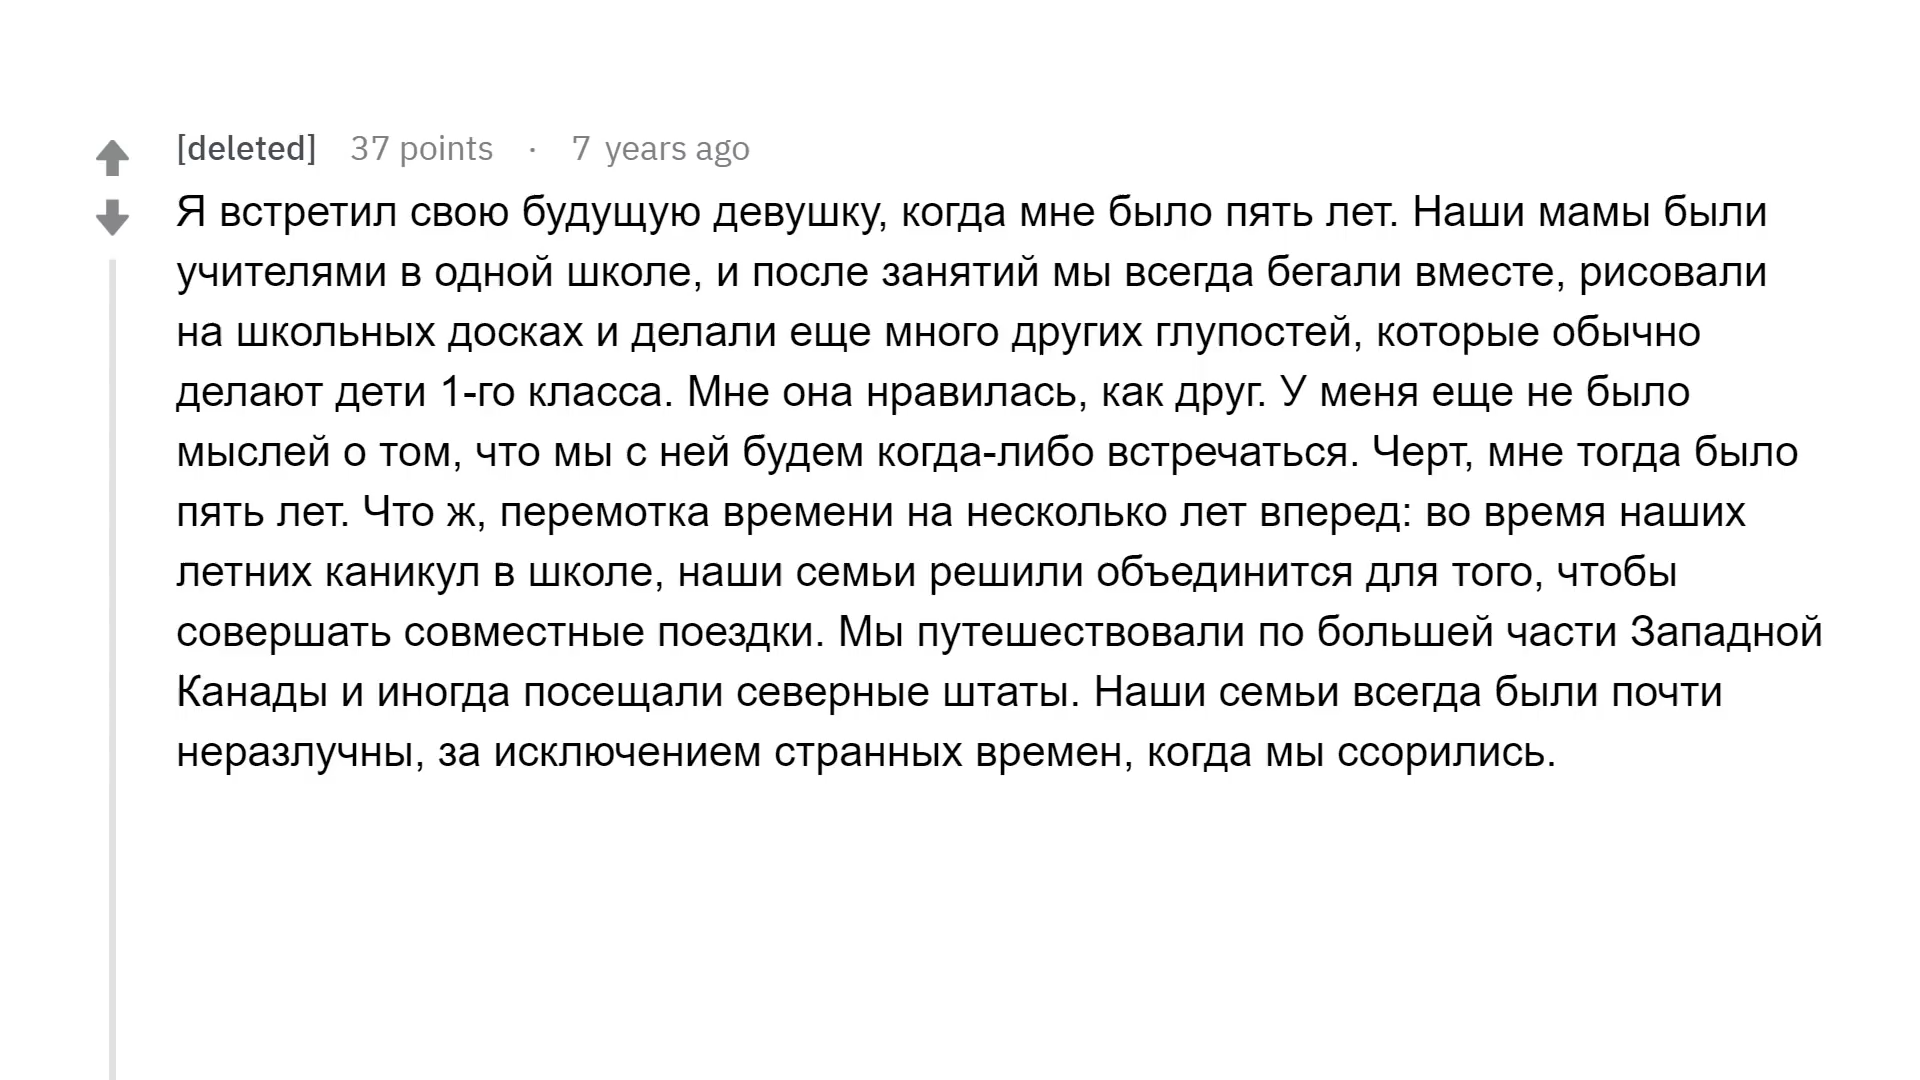 [deleted] 37 points · 7 years ago
Я встретил свою будущую девушку, когда мне было пять лет. Наши мамы были
учителями в одной школе, и после занятий мы всегда бегали вместе, рисовали
на школьных досках и делали еще много других глупостей, которые обычно
делают дети 1-го класса. Мне она нравилась, как друг. У меня еще не было
мыслей о том, что мы с ней будем когда-либо встречаться. Черт, мне тогда было
пять лет. Что ж, перемотка времени на несколько лет вперед: во время наших
летних каникул в школе, наши семьи решили объединится для того, чтобы
совершать совместные поездки. Мы путешествовали по большей части Западной
Канады и иногда посещали северные штаты. Наши семьи всегда были почти
неразлучны, за исключением странных времен, когда мы ссорились.